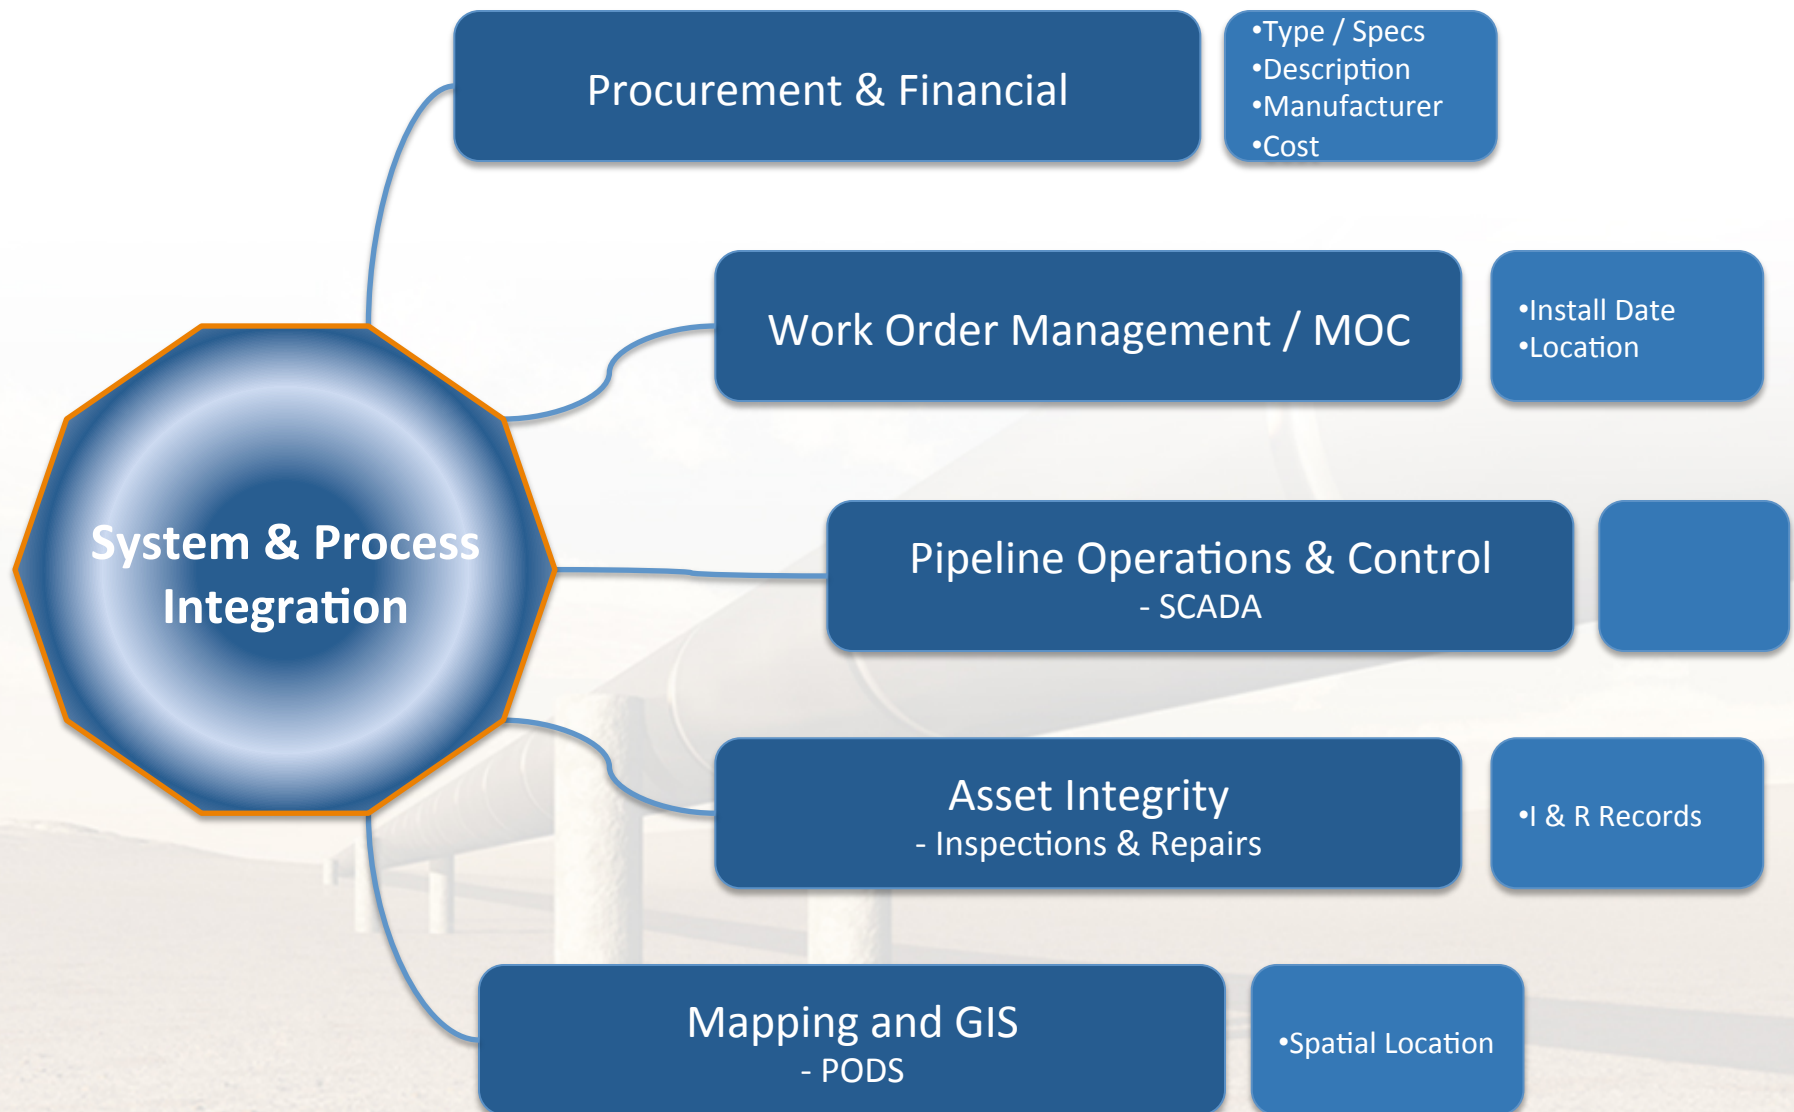 Procurement & Financial
•Type / Specs
•Description
•Manufacturer
•Cost
Work Order Management / MOC
•Install Date
•Location
System & Process
Integration
Pipeline Operations & Control
- SCADA
Asset Integrity
- Inspections & Repairs
•I & R Records
Mapping and GIS
- PODS
•Spatial Location